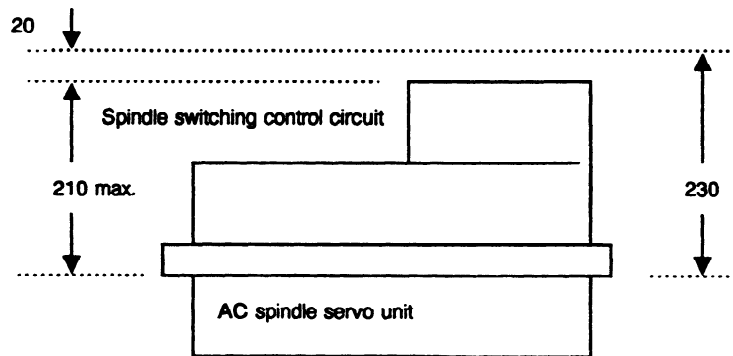 20
Spindle switching control circuit
210 max.
230
AC spindle servo unit